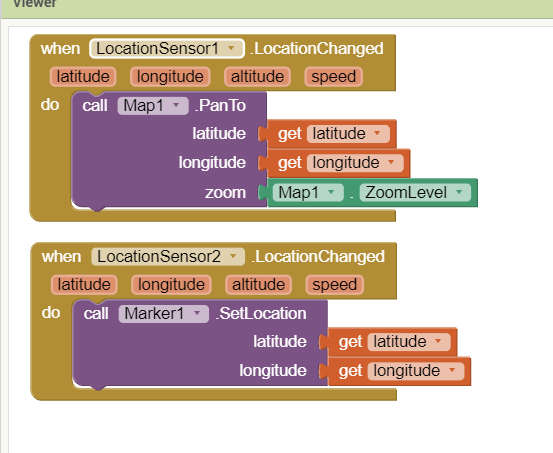 Viewer
when LocationSensor1 .LocationChanged
latitude longitude altitude speed
do call Map1 .PanTo
latitude get latitude
longitude get longitude
zoom Map1 . ZoomLevel
when LocationSensor2 .LocationChanged
latitude longitude altitude speed
do call Marker1 .SetLocation
latitude get latitude
longitude get longitude